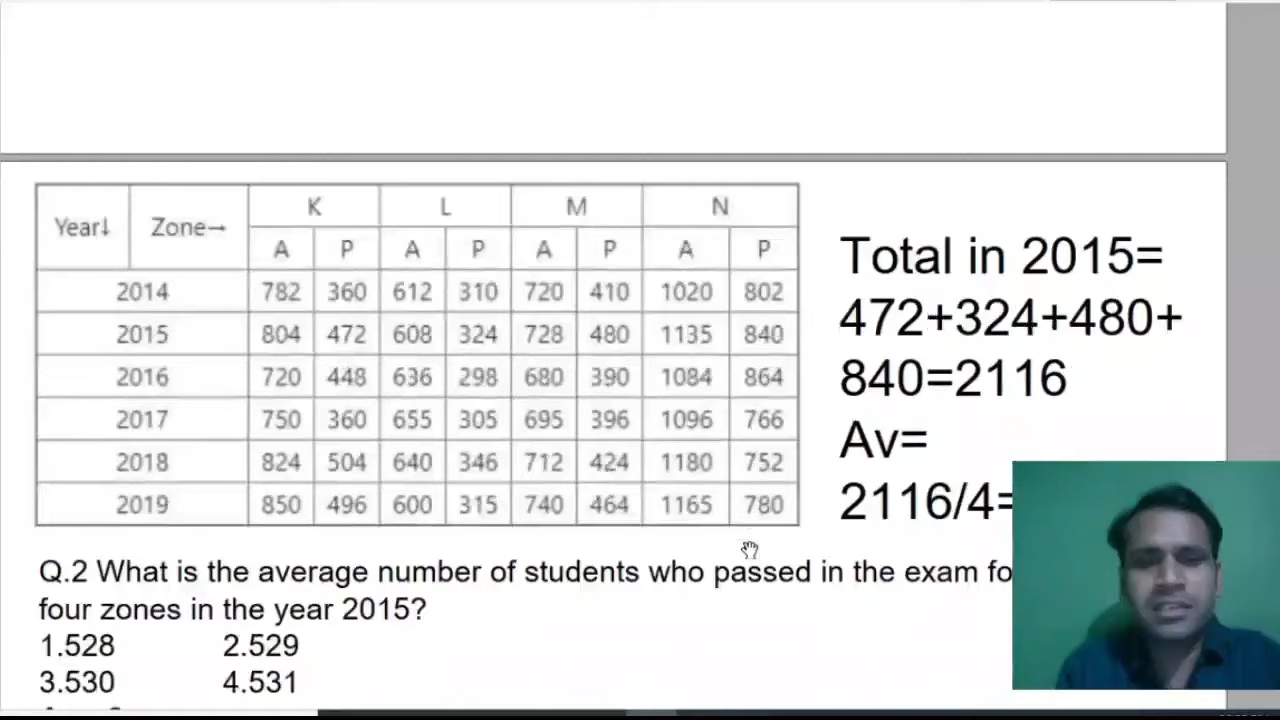 Year↓ Zone→ K L M N
A P A P A P A P
2014 782 360 612 310 720 410 1020 802
2015 804 472 608 324 728 480 1135 840
2016 720 448 636 298 680 390 1084 864
2017 750 360 655 305 695 396 1096 766
2018 824 504 640 346 712 424 1180 752
2019 850 496 600 315 740 464 1165 780
Total in 2015=
472+324+480+
840=2116
Av=
2116/4=
Q.2 What is the average number of students who passed in the exam fo
four zones in the year 2015?
1.528 2.529
3.530 4.531